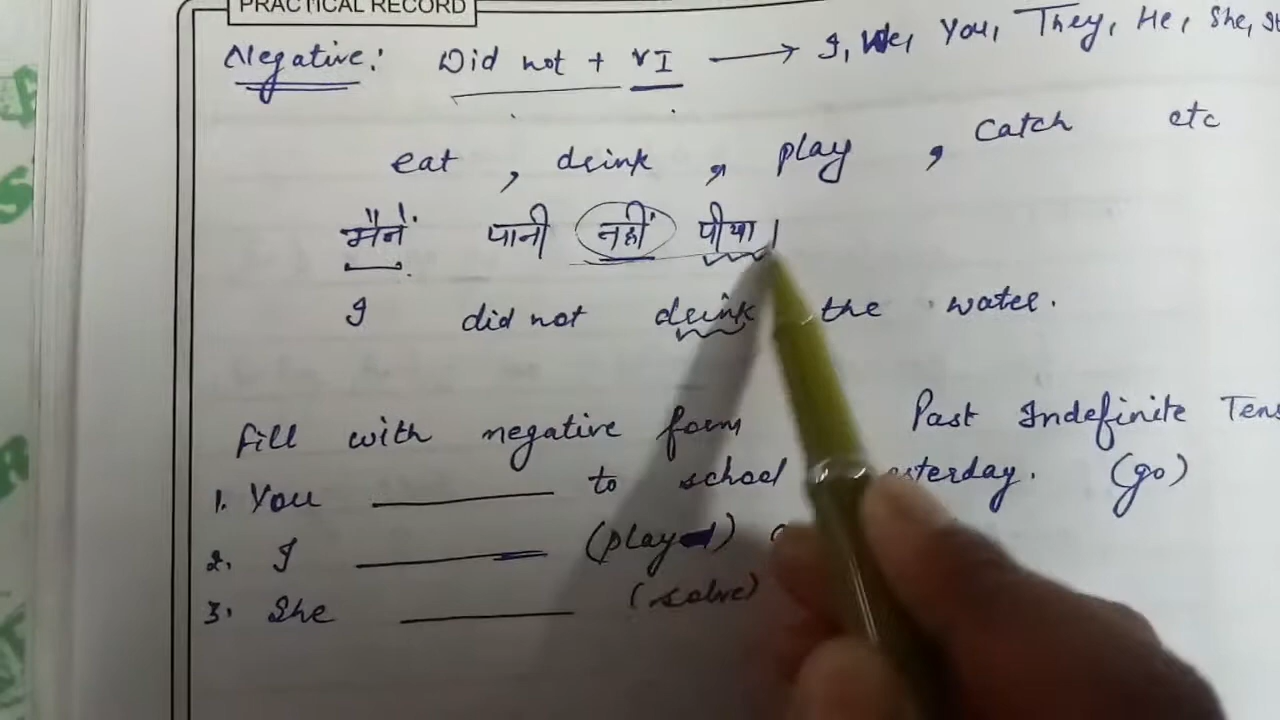 PRACTICAL RECORD
Negative: Did not + VI → I, We, You, They, He, She, It
eat , drink , play , catch etc
मैने पानी नहीं पीया।
I did not drink the water.
Fill with negative form Past Indefinite Tens
1. You ________ to school yesterday. (go)
2. I ________ (play)
3. She ________ (solve)